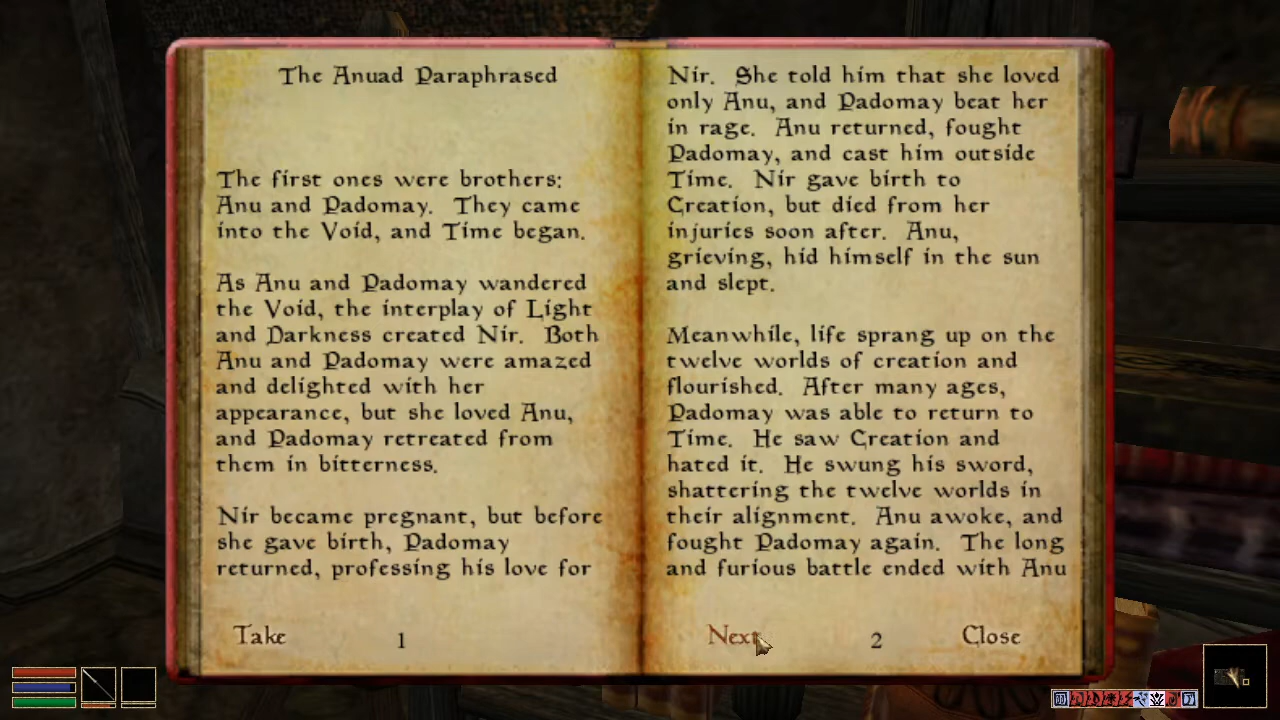 The Anuad Paraphrased
The first ones were brothers:
Anu and Padomay. They came
into the Void, and Time began.
As Anu and Padomay wandered
the Void, the interplay of Light
and Darkness created Nir. Both
Anu and Padomay were amazed
and delighted with her
appearance, but she loved Anu,
and Padomay retreated from
them in bitterness.
Nir became pregnant, but before
she gave birth, Padomay
returned, professing his love for
Take
1
Nir. She told him that she loved
only Anu, and Padomay beat her
in rage. Anu returned, fought
Padomay, and cast him outside
Time. Nir gave birth to
Creation, but died from her
injuries soon after. Anu,
grieving, hid himself in the sun
and slept.
Meanwhile, life sprang up on the
twelve worlds of creation and
flourished. After many ages,
Padomay was able to return to
Time. He saw Creation and
hated it. He swung his sword,
shattering the twelve worlds in
their alignment. Anu awoke, and
fought Padomay again. The long
and furious battle ended with Anu
Next
2
Close